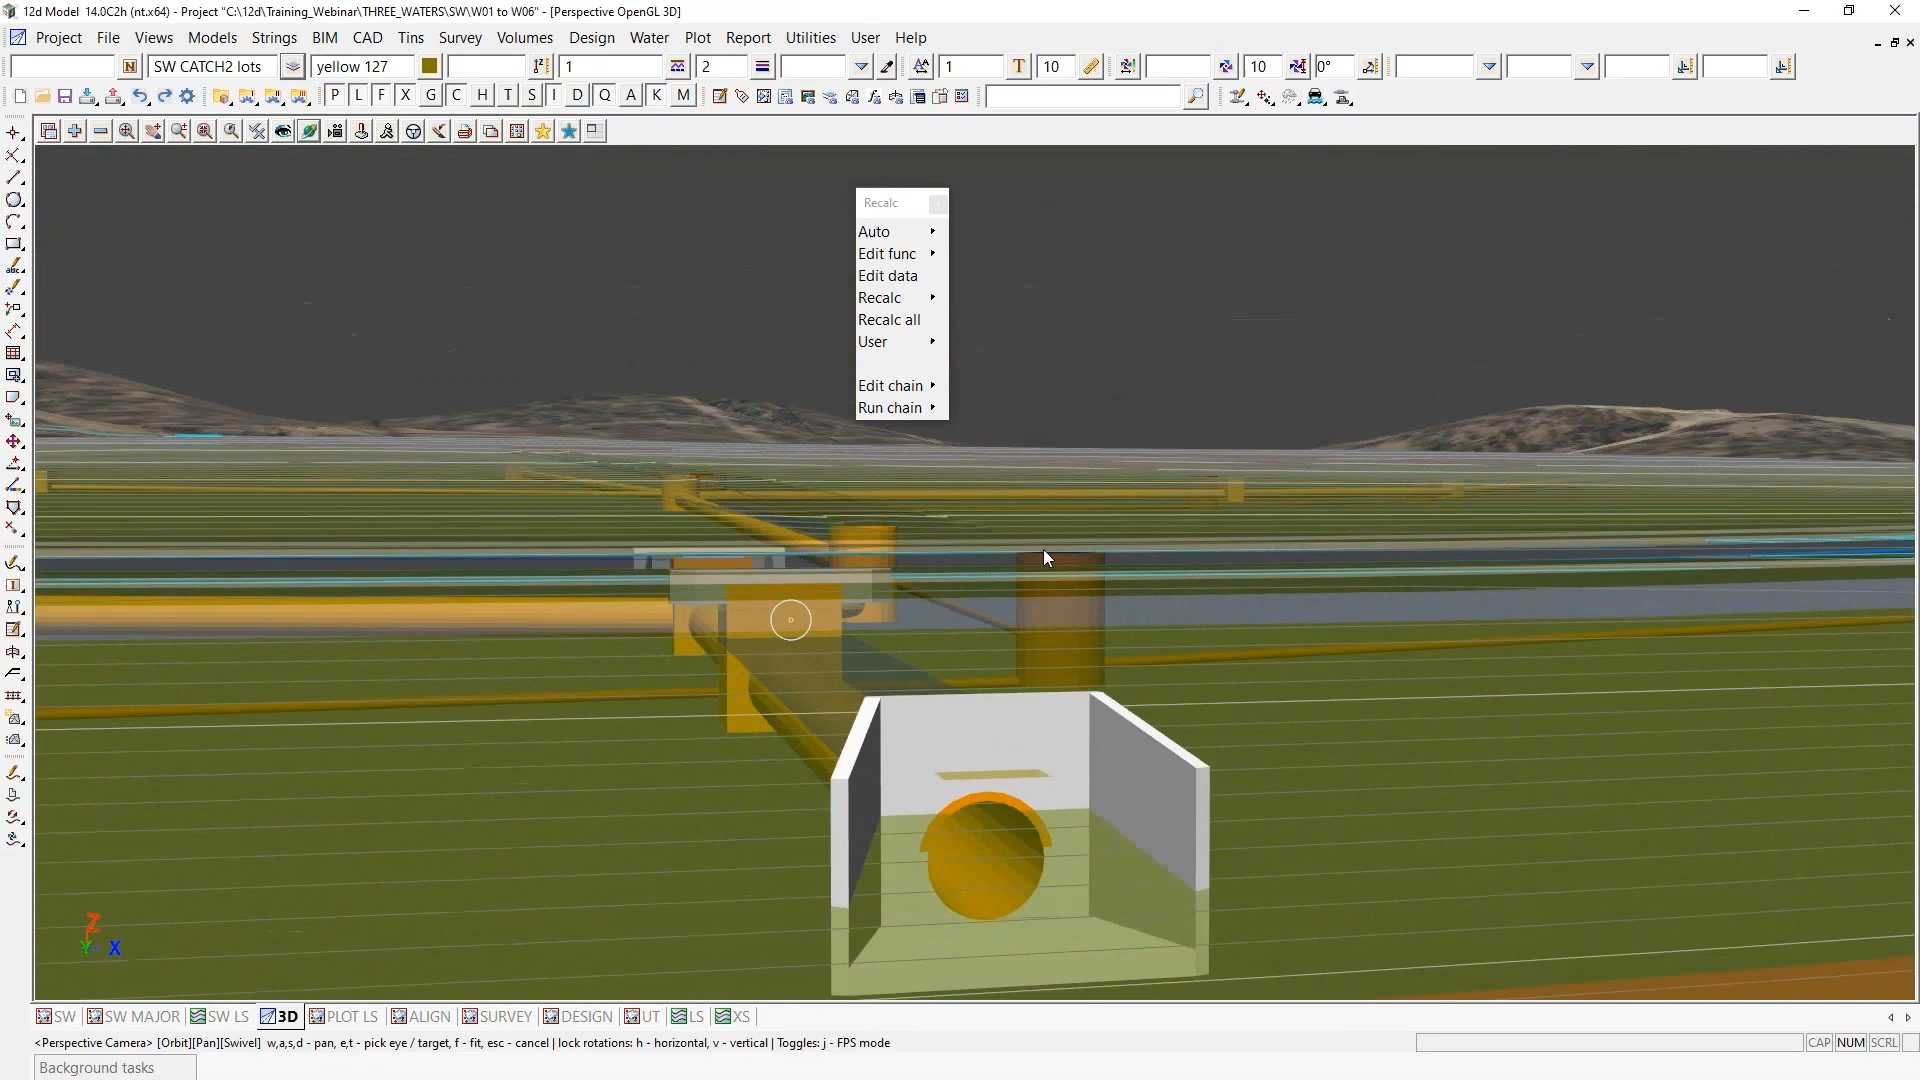 12d Model 14.0C2h (nt.x64) - Project "C:\12d\Training_Webinar\THREE_WATERS\SW\W01 to W06" - [Perspective OpenGL 3D]
Project File Views Models Strings BIM CAD Tins Survey Volumes Design Water Plot Report Utilities User Help
N SW CATCH2 lots yellow 127 1 2 1 T 10 10 0°
P L F X G C H T S I D Q A K M
Recalc
Auto
Edit func
Edit data
Recalc
Recalc all
User
Edit chain
Run chain
Z
Y X
SW SW MAJOR SW LS 3D PLOT LS ALIGN SURVEY DESIGN UT LS XS
<Perspective Camera> [Orbit][Pan][Swivel] w,a,s,d - pan, e,t - pick eye / target, f - fit, esc - cancel | lock rotations: h - horizontal, v - vertical | Toggles: j - FPS mode
CAP NUM SCRL
Background tasks